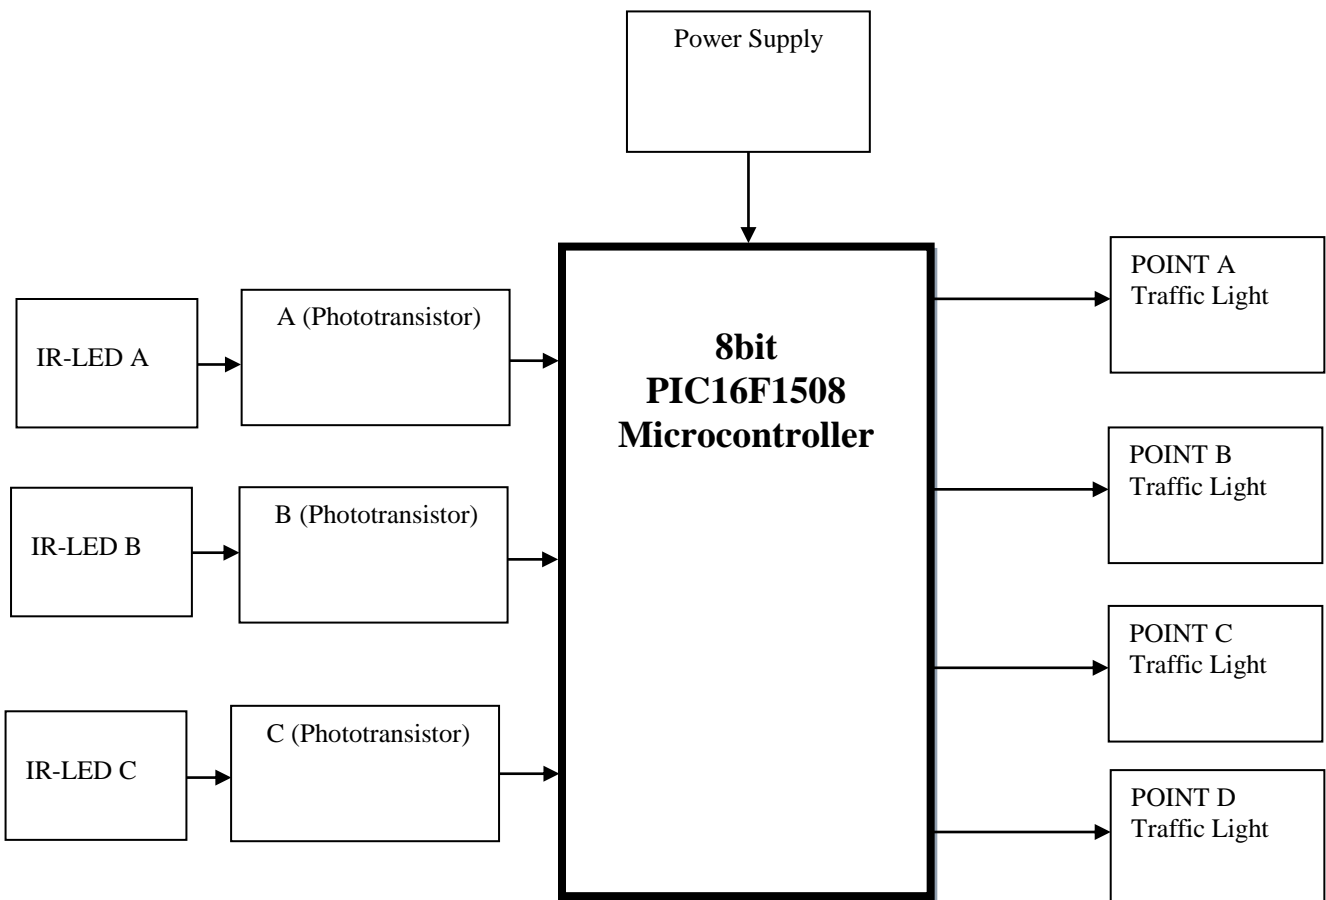 Power Supply
IR-LED A
A (Phototransistor)
8bit
PIC16F1508
Microcontroller
POINT A
Traffic Light
IR-LED B
B (Phototransistor)
POINT B
Traffic Light
IR-LED C
C (Phototransistor)
POINT C
Traffic Light
POINT D
Traffic Light